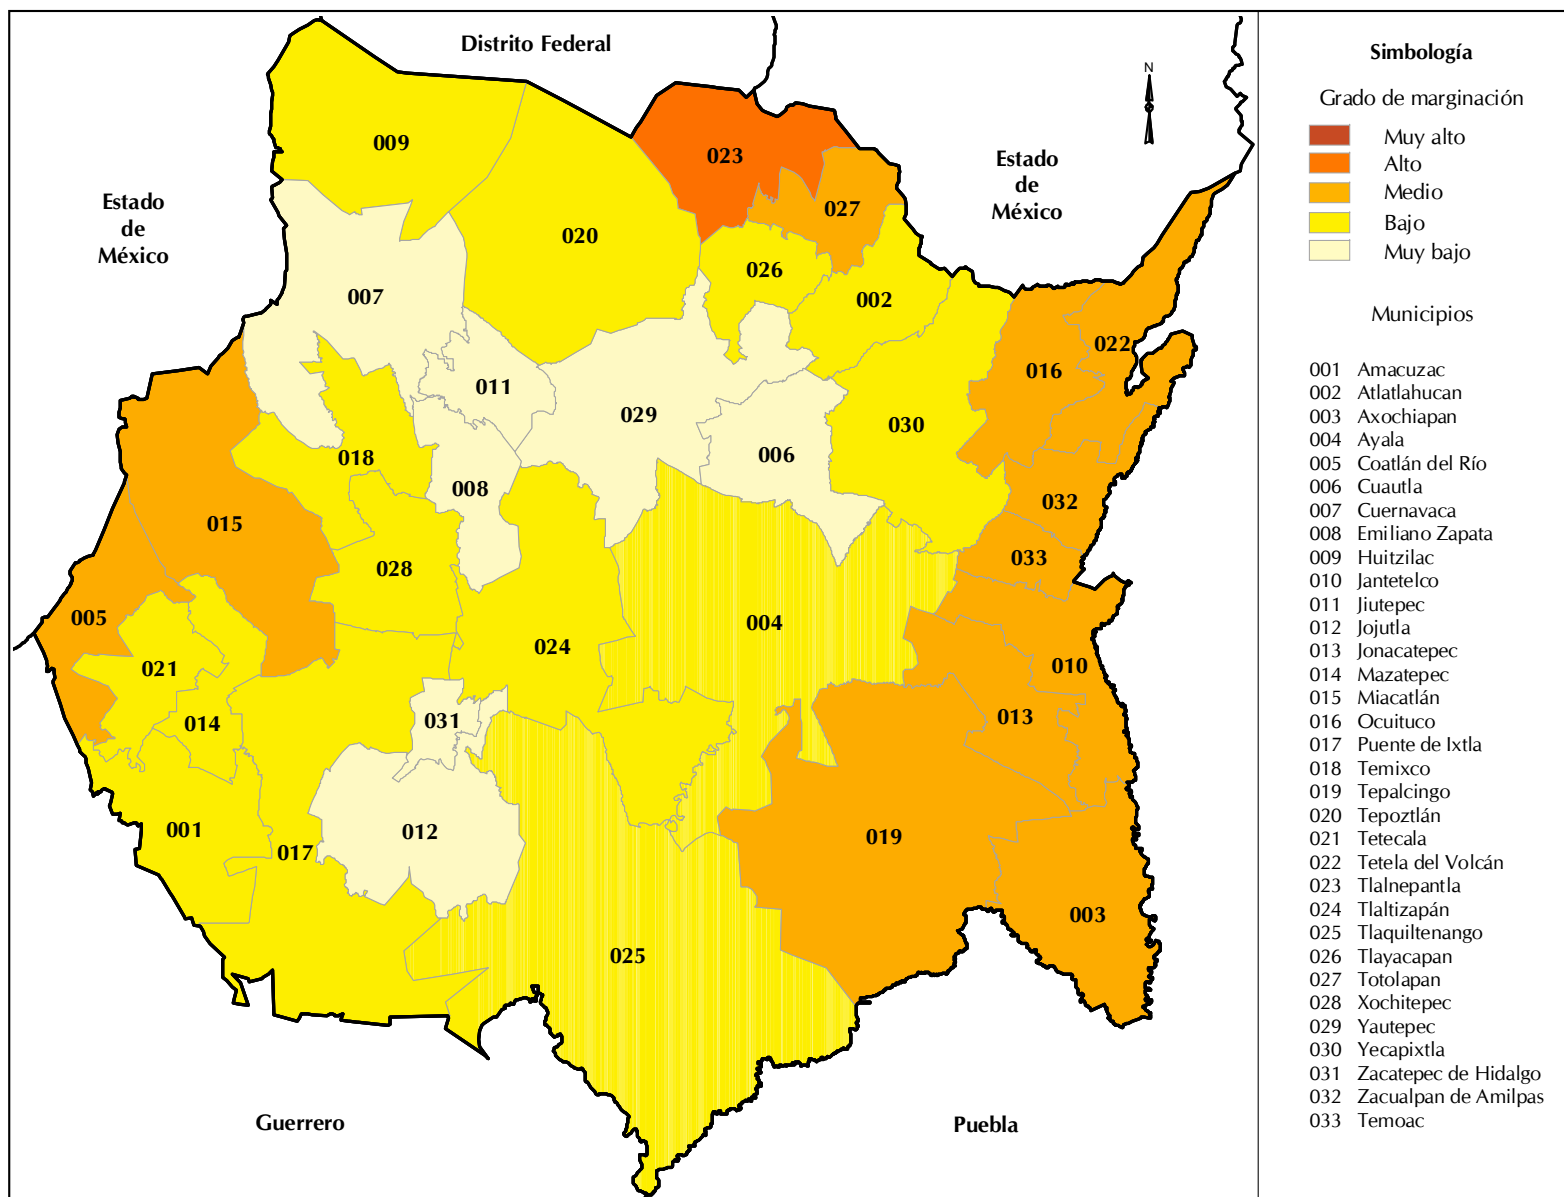 Distrito Federal
N
Estado
de
México
Estado
de
México
009
023
027
020
026
002
007
022
016
011
029
030
018
006
008
032
015
028
033
005
004
024
021
010
014
031
013
001
012
017
019
003
025
Guerrero
Puebla
Simbología
Grado de marginación
Muy alto
Alto
Medio
Bajo
Muy bajo
Municipios
001 Amacuzac
002 Atlatlahucan
003 Axochiapan
004 Ayala
005 Coatlán del Río
006 Cuautla
007 Cuernavaca
008 Emiliano Zapata
009 Huitzilac
010 Jantetelco
011 Jiutepec
012 Jojutla
013 Jonacatepec
014 Mazatepec
015 Miacatlán
016 Ocuituco
017 Puente de Ixtla
018 Temixco
019 Tepalcingo
020 Tepoztlán
021 Tetecala
022 Tetela del Volcán
023 Tlalnepantla
024 Tlaltizapán
025 Tlaquiltenango
026 Tlayacapan
027 Totolapan
028 Xochitepec
029 Yautepec
030 Yecapixtla
031 Zacatepec de Hidalgo
032 Zacualpan de Amilpas
033 Temoac